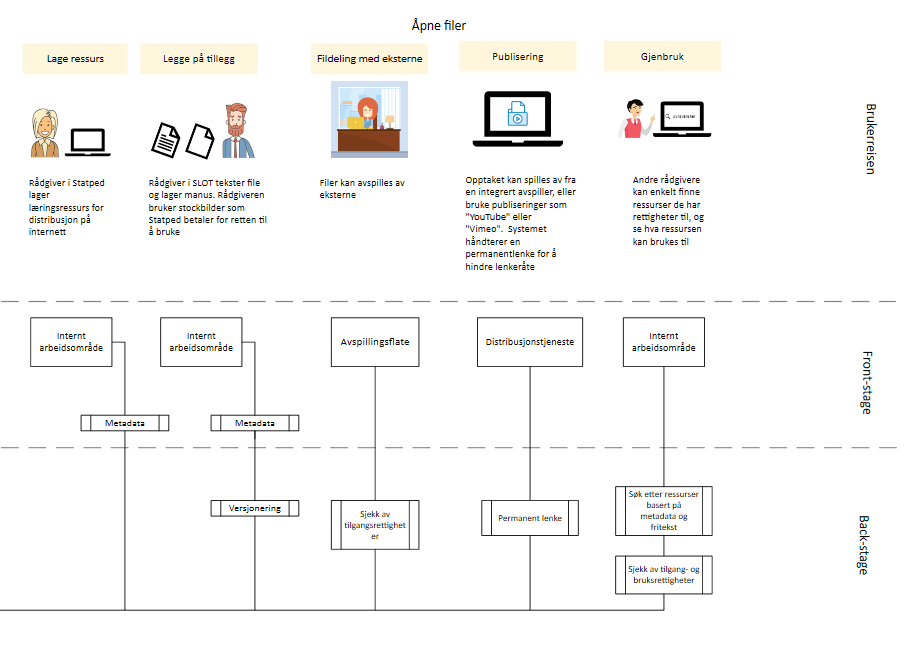 Åpne filer
Lage ressurs
Legge på tillegg
Fildeling med eksterne
Publisering
Gjenbruk
Brukerreisen
Rådgiver i Statped
lager
læringsressurs for
distribusjon på
internett
Rådgiver i SLOT tekster file
og lager manus. Rådgiveren
bruker stockbilder som
Statped betaler for retten til
å bruke
Filer kan avspilles av
eksterne
Opptaket kan spilles av fra
en integrert avspiller, eller
bruke publiseringer som
"YouTube" eller
"Vimeo".  Systemet
håndterer en
permanentlenke for å
hindre lenkeråte
Andre rådgivere
kan enkelt finne
ressurser de har
rettigheter til, og
se hva ressursen
kan brukes til
Internt
arbeidsområde
Internt
arbeidsområde
Avspillingsflate
Distribusjonstjeneste
Internt
arbeidsområde
Front-stage
Metadata
Metadata
Versjonering
Sjekk av
tilgangsrettighet
er
Permanent lenke
Søk etter ressurser
basert på
metadata og
fritekst
Sjekk av tilgang- og
bruksrettigheter
Back-stage